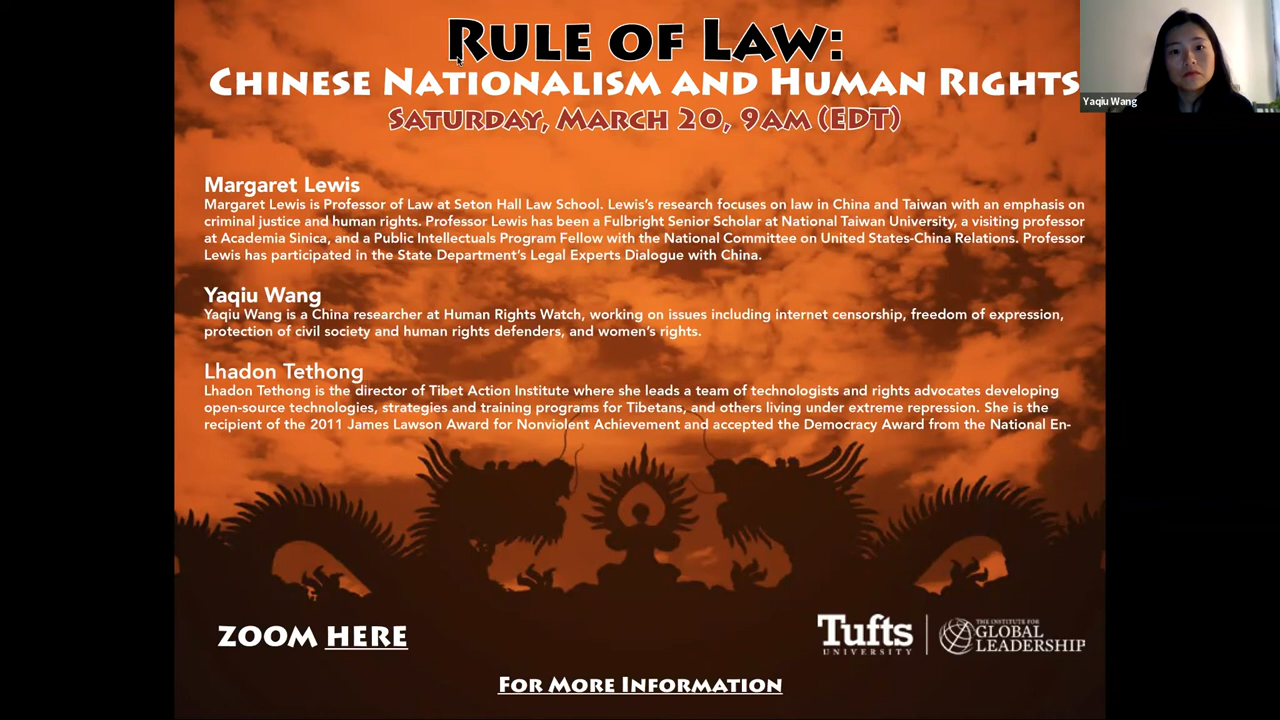 RULE OF LAW:
CHINESE NATIONALISM AND HUMAN RIGHTS
SATURDAY, MARCH 20, 9AM (EDT)
Yaqiu Wang
Margaret Lewis
Margaret Lewis is Professor of Law at Seton Hall Law School. Lewis's research focuses on law in China and Taiwan with an emphasis on
criminal justice and human rights. Professor Lewis has been a Fulbright Senior Scholar at National Taiwan University, a visiting professor
at Academia Sinica, and a Public Intellectuals Program Fellow with the National Committee on United States-China Relations. Professor
Lewis has participated in the State Department's Legal Experts Dialogue with China.
Yaqiu Wang
Yaqiu Wang is a China researcher at Human Rights Watch, working on issues including internet censorship, freedom of expression,
protection of civil society and human rights defenders, and women's rights.
Lhadon Tethong
Lhadon Tethong is the director of Tibet Action Institute where she leads a team of technologists and rights advocates developing
open-source technologies, strategies and training programs for Tibetans, and others living under extreme repression. She is the
recipient of the 2011 James Lawson Award for Nonviolent Achievement and accepted the Democracy Award from the National En-
ZOOM HERE
Tufts
UNIVERSITY
THE INSTITUTE FOR
GLOBAL
LEADERSHIP
FOR MORE INFORMATION